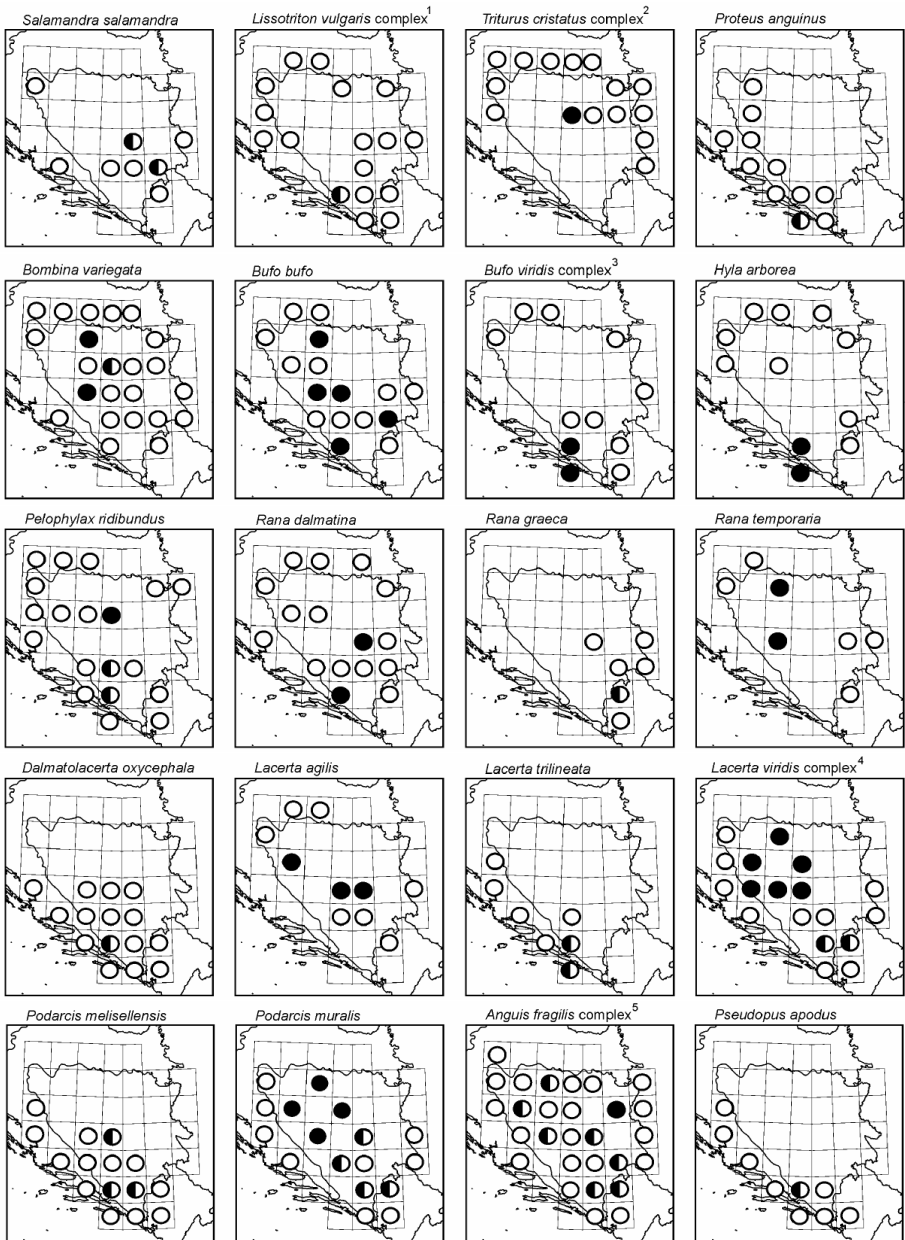 Salamandra salamandra
Lissotriton vulgaris complex1
Triturus cristatus complex2
Proteus anguinus
Bombina variegata
Bufo bufo
Bufo viridis complex3
Hyla arborea
Pelophylax ridibundus
Rana dalmatina
Rana graeca
Rana temporaria
Dalmatolacerta oxycephala
Lacerta agilis
Lacerta trilineata
Lacerta viridis complex4
Podarcis melisellensis
Podarcis muralis
Anguis fragilis complex5
Pseudopus apodus